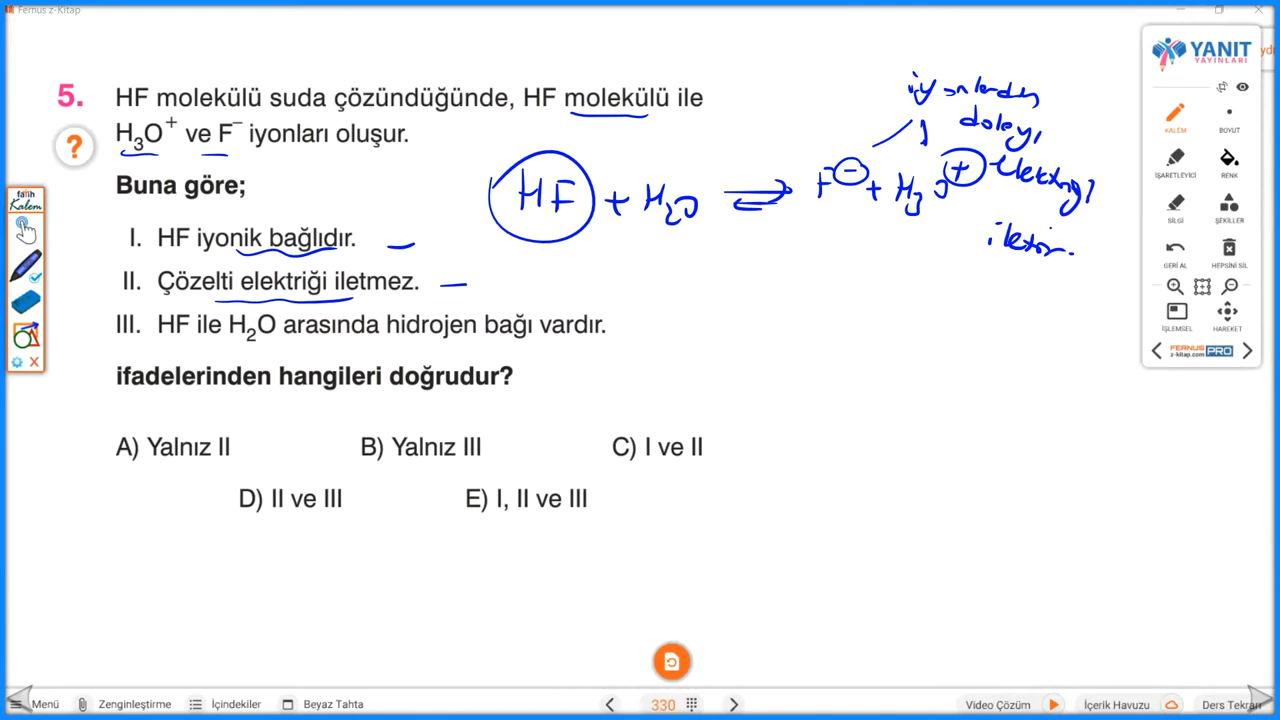 Fernus z-Kitap
5. HF molekülü suda çözündüğünde, HF molekülü ile
H₃O⁺ ve F⁻ iyonları oluşur.
?
Buna göre;
I. HF iyonik bağlıdır.
II. Çözelti elektriği iletmez.
III. HF ile H₂O arasında hidrojen bağı vardır.
ifadelerinden hangileri doğrudur?
A) Yalnız II B) Yalnız III C) I ve II
D) II ve III E) I, II ve III
HF + H₂O ⇌ F⁻ + H₃O⁺
iyonlardan
dolayı
elektriği
iletir.
fatih
Kalem
YANIT
YAYINLARI
KALEM BOYUT
İŞARETLEYİCİ RENK
SİLGİ ŞEKİLLER
GERİ AL HEPSİNİ SİL
İŞLEMSEL HAREKET
FERNUS
z-kitap.com PRO
Menü Zenginleştirme İçindekiler Beyaz Tahta 330 Video Çözüm İçerik Havuzu Ders Tekrarı